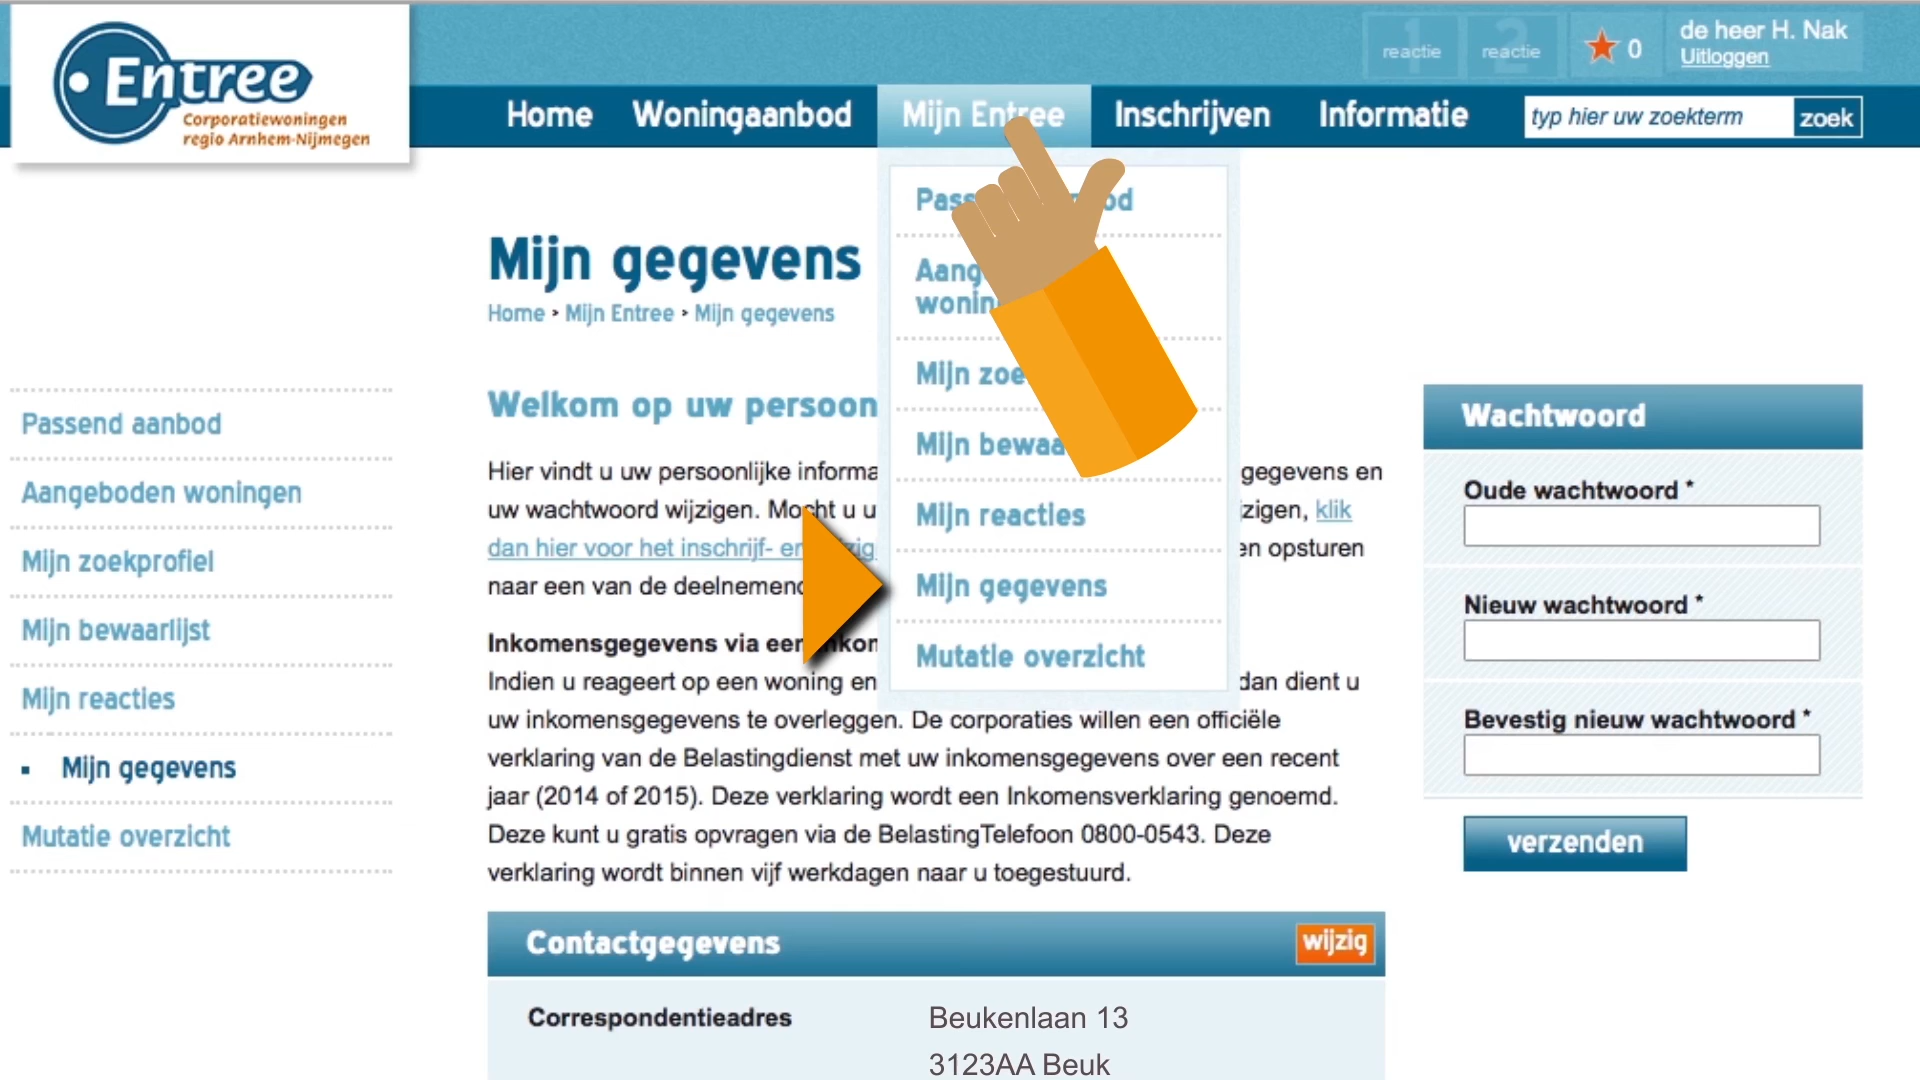 Entree
Corporatiewoningen
regio Arnhem-Nijmegen
reactie
reactie
0
de heer H. Nak
Uitloggen
Home
Woningaanbod
Mijn Entree
Inschrijven
Informatie
typ hier uw zoekterm
zoek
Mijn gegevens
Home • Mijn Entree • Mijn gegevens
Mijn reacties
Mijn gegevens
Mutatie overzicht
Passend aanbod
Aangeboden woningen
Mijn zoekprofiel
Mijn bewaarlijst
Mijn reacties
Mijn gegevens
Mutatie overzicht
Welkom op uw
Hier vindt u uw persoonlijke gegevens en
uw wachtwoord wijzigen. Mocht u klik
dan hier voor het inschrijf- opsturen
naar een van de
Inkomensgegevens via
Indien u reageert op een woning en dan dient u
uw inkomensgegevens te overleggen. De corporaties willen een officiële
verklaring van de Belastingdienst met uw inkomensgegevens over een recent
jaar (2014 of 2015). Deze verklaring wordt een Inkomensverklaring genoemd.
Deze kunt u gratis opvragen via de BelastingTelefoon 0800-0543. Deze
verklaring wordt binnen vijf werkdagen naar u toegestuurd.
Contactgegevens
wijzig
Correspondentieadres
Beukenlaan 13
3123AA Beuk
Wachtwoord
Oude wachtwoord *
Nieuw wachtwoord *
Bevestig nieuw wachtwoord *
verzenden